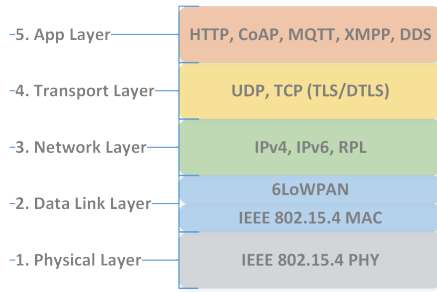 5. App Layer HTTP, CoAP, MQTT, XMPP, DDS
4. Transport Layer UDP, TCP (TLS/DTLS)
3. Network Layer IPv4, IPv6, RPL
2. Data Link Layer 6LoWPAN
IEEE 802.15.4 MAC
1. Physical Layer IEEE 802.15.4 PHY